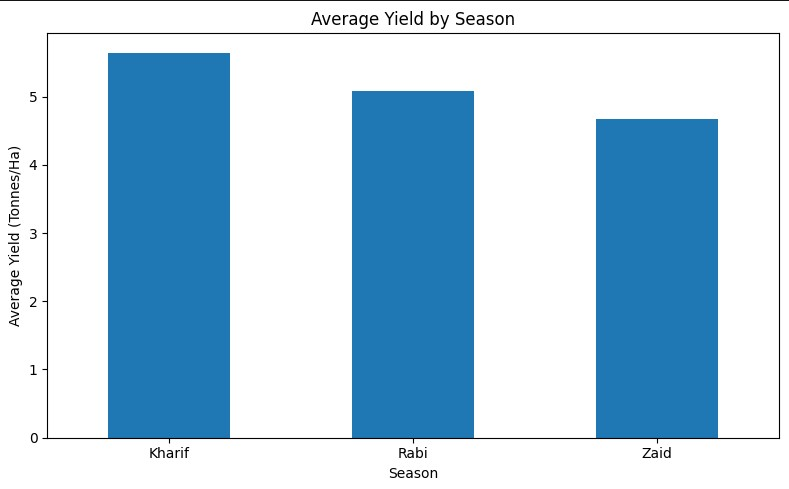 Average Yield by Season
Average Yield (Tonnes/Ha)
5
4
3
2
1
0
Kharif
Rabi
Zaid
Season